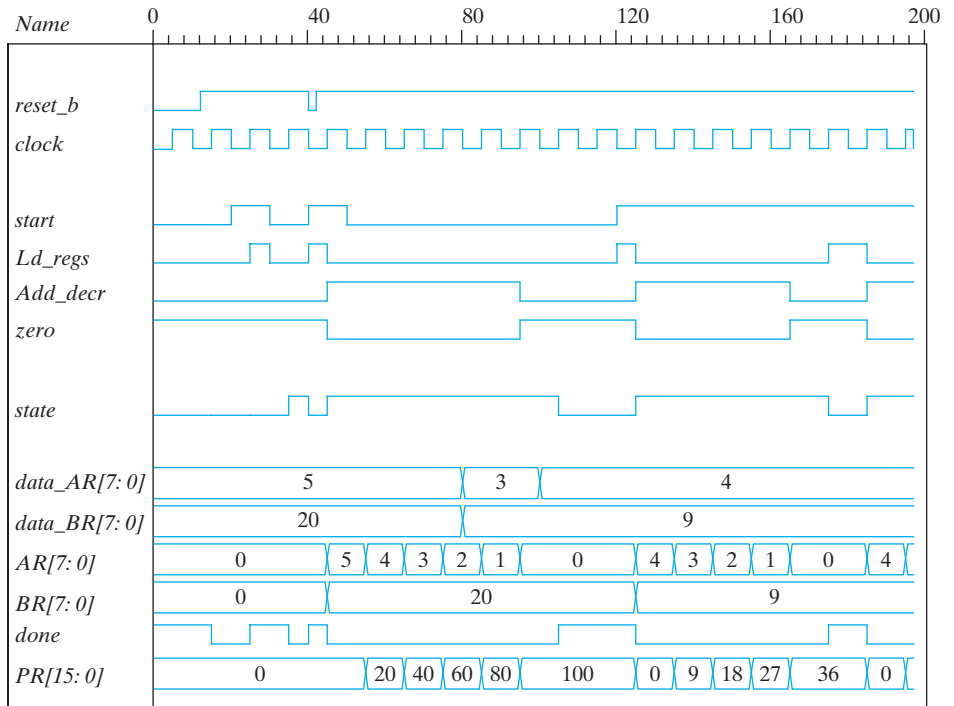 Name 0 40 80 120 160 200
reset_b
clock
start
Ld_regs
Add_decr
zero
state
data_AR[7: 0] 5 3 4
data_BR[7: 0] 20 9
AR[7: 0] 0 5 4 3 2 1 0 4 3 2 1 0 4
BR[7: 0] 0 20 9
done
PR[15: 0] 0 20 40 60 80 100 0 9 18 27 36 0